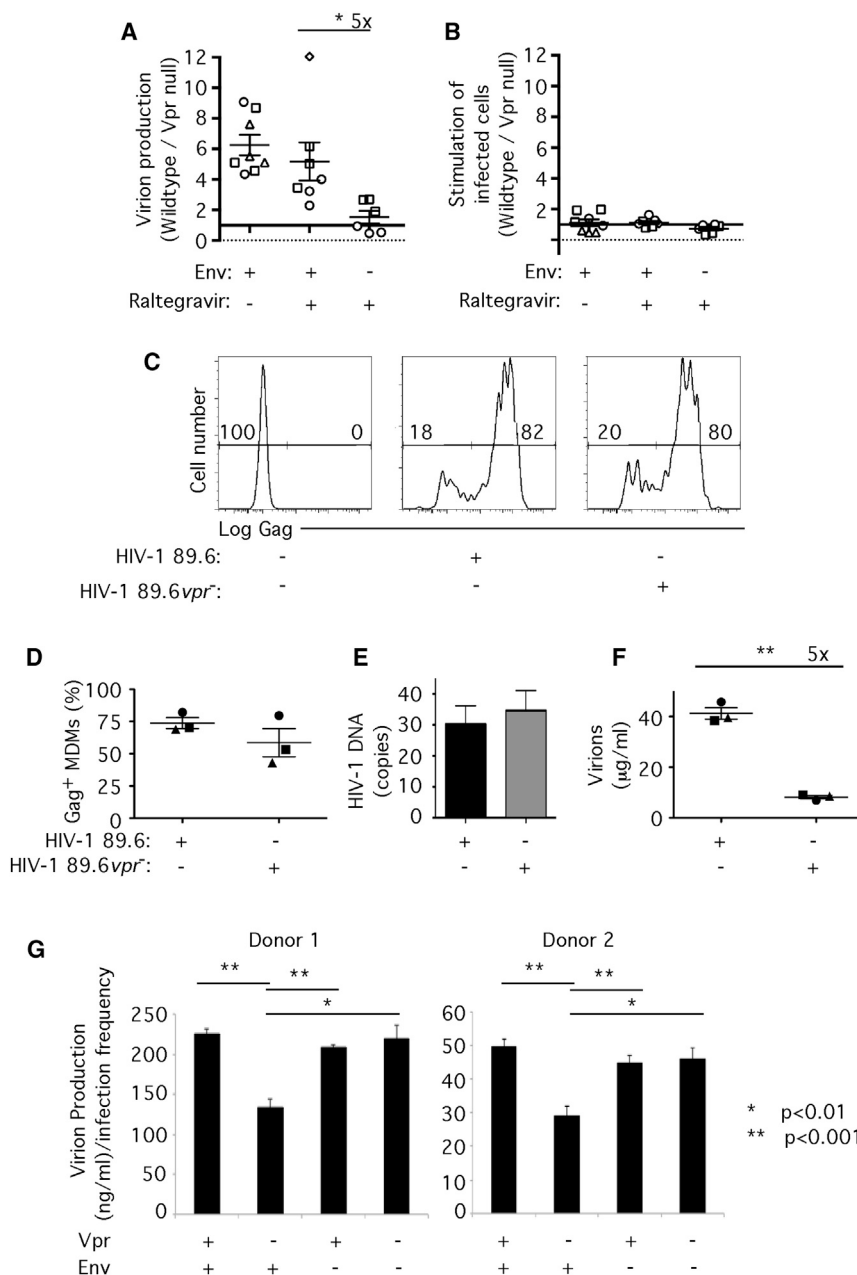 A
* 5x
Virion production
(Wildtype / Vpr null)
12
10
8
6
4
2
0
Env: + + -
Raltegravir: - + +
B
Stimulation of
infected cells
(Wildtype / Vpr null)
12
10
8
6
4
2
Env: + + -
Raltegravir: - + +
C
Cell number
100 0
18 82
20 80
Log Gag
HIV-1 89.6: - + -
HIV-1 89.6vpr-: - - +
D
Gag+ MDMs (%)
100
75
50
25
0
HIV-1 89.6: + -
HIV-1 89.6vpr-: - +
E
HIV-1 DNA
(copies)
40
30
20
10
0
+ -
- +
F
** 5x
Virions
(µg/ml)
40
20
0
+ -
- +
G
Virion Production
(ng/ml)/infection frequency
Donor 1
** **
*
250
200
150
100
50
0
Vpr + - + -
Env + + - -
Donor 2
** **
*
60
50
40
30
20
10
0
+ - + -
+ + - -
* p<0.01
** p<0.001